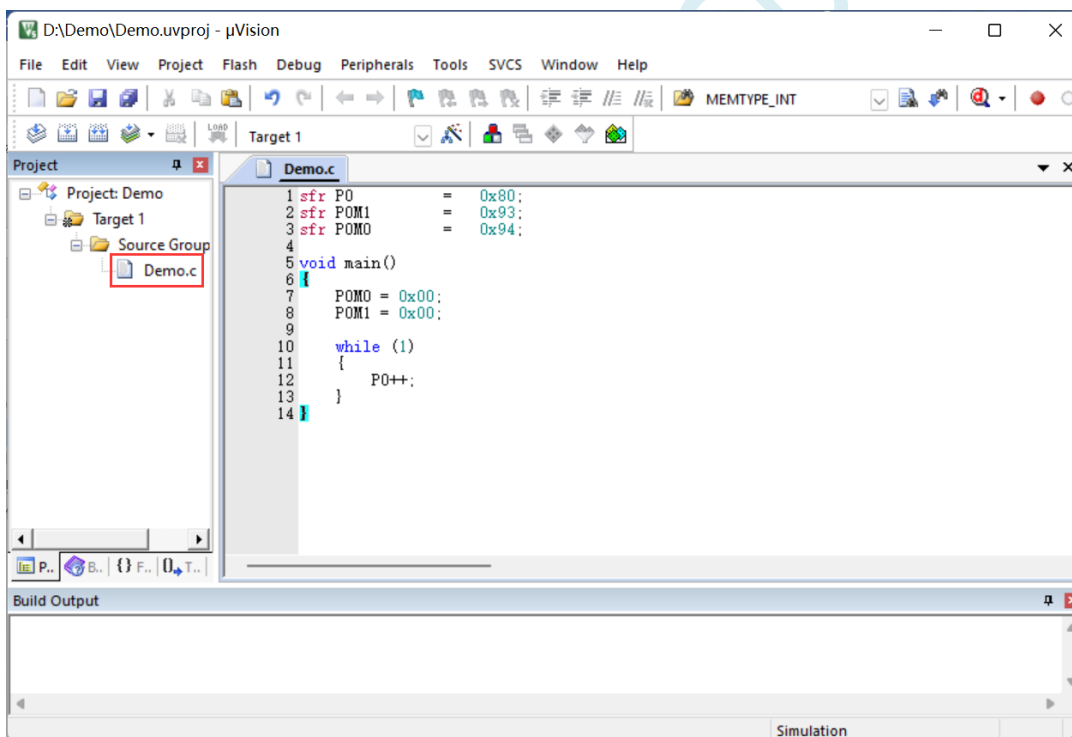 D:\Demo\Demo.uvproj - µVision
File Edit View Project Flash Debug Peripherals Tools SVCS Window Help
MEMTYPE_INT
LOAD Target 1
Project
Demo.c
Project: Demo
Target 1
Source Group
Demo.c
1 sfr P0 = 0x80;
2 sfr P0M1 = 0x93;
3 sfr P0M0 = 0x94;
4
5 void main()
6 {
7 P0M0 = 0x00;
8 P0M1 = 0x00;
9
10 while (1)
11 {
12 P0++;
13 }
14 }
P.. B.. {} F.. 0 T..
Build Output
Simulation